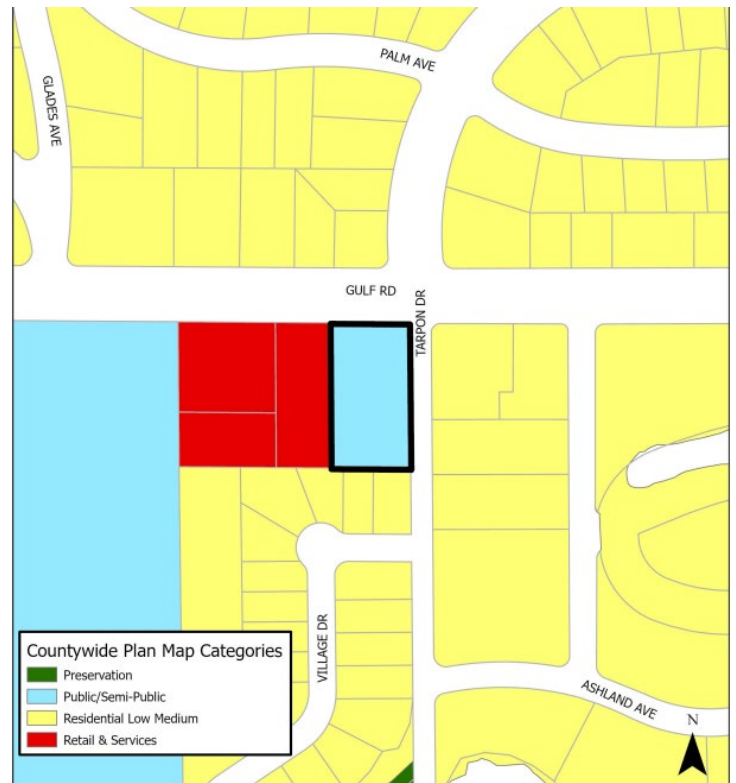 PALM AVE
GLADES AVE
GULF RD
TARPON DR
VILLAGE DR
ASHLAND AVE
N
Countywide Plan Map Categories
Preservation
Public/Semi-Public
Residential Low Medium
Retail & Services